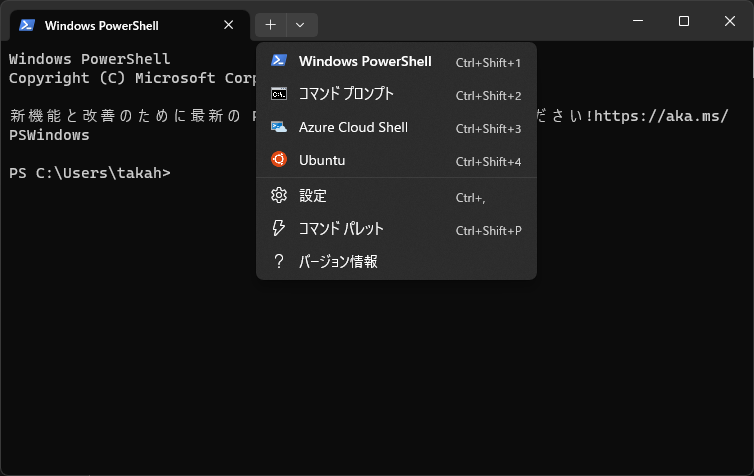 Windows PowerShell
Windows PowerShell
Copyright (C) Microsoft Corp
新機能と改善のために最新の
ださい!https://aka.ms/
PSWindows
PS C:\Users\takah>
Windows PowerShell Ctrl+Shift+1
コマンド プロンプト Ctrl+Shift+2
Azure Cloud Shell Ctrl+Shift+3
Ubuntu Ctrl+Shift+4
設定 Ctrl+,
コマンド パレット Ctrl+Shift+P
バージョン情報